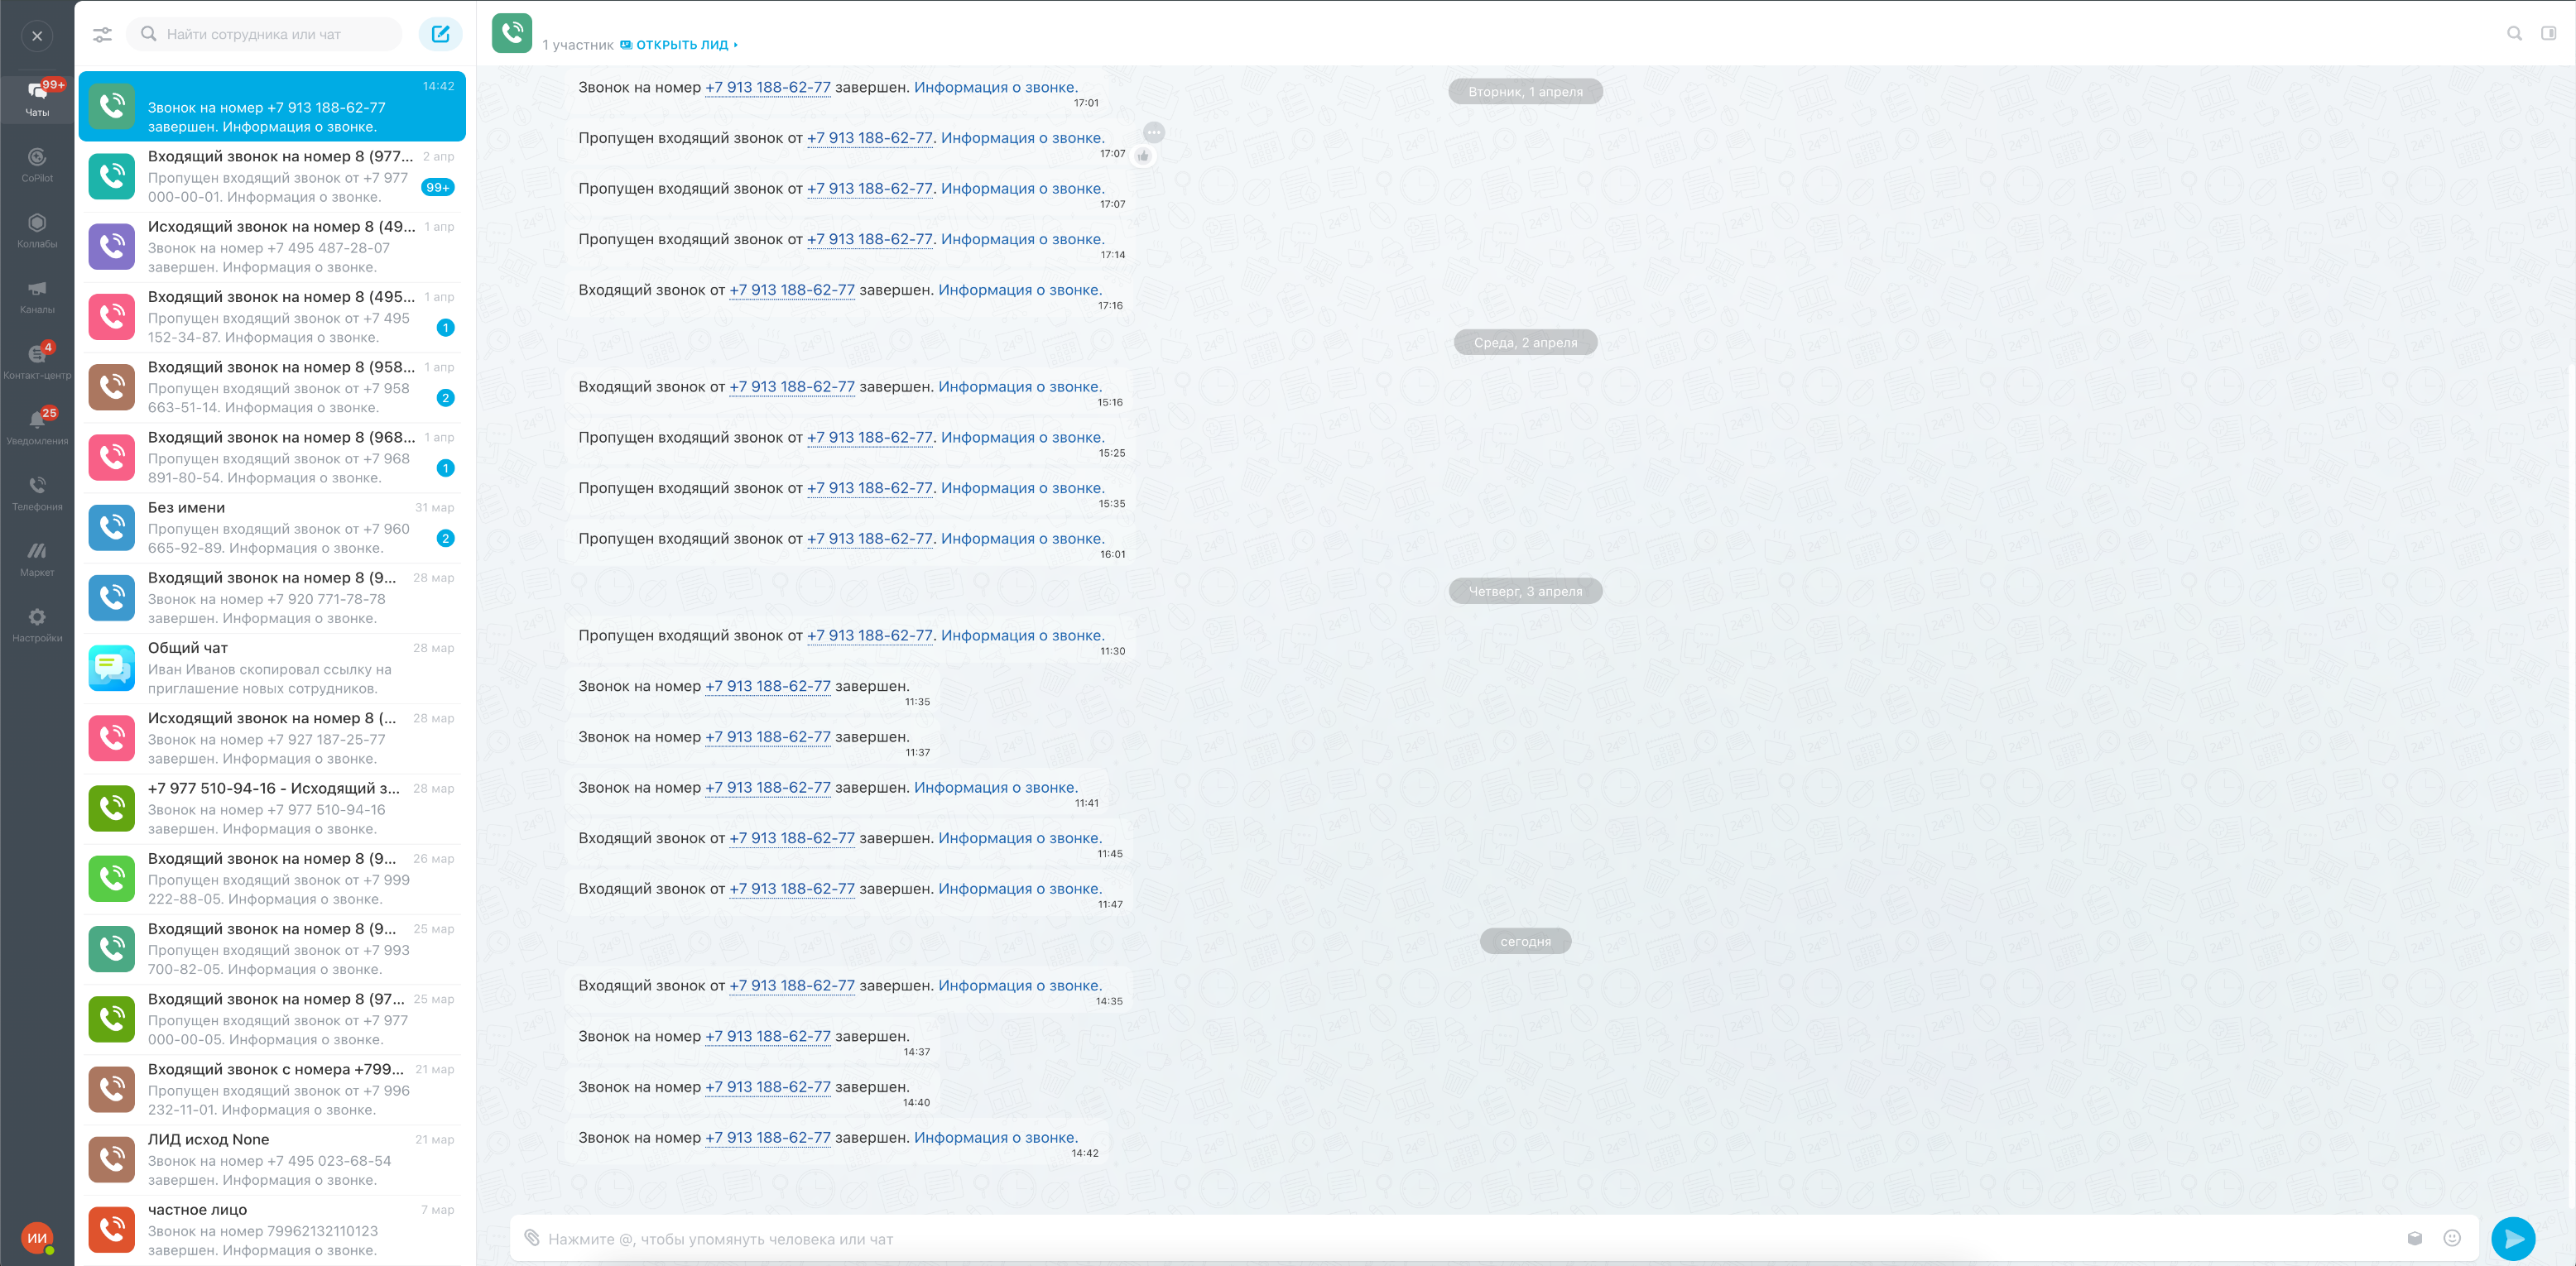 99+
Чаты
CoPilot
Коллабы
Каналы
4
Контакт-центр
25
Уведомления
Телефония
Маркет
Настройки
ИИ
Найти сотрудника или чат
14:42
Звонок на номер +7 913 188-62-77
завершен. Информация о звонке.
Входящий звонок на номер 8 (977... 2 апр
Пропущен входящий звонок от +7 977
000-00-01. Информация о звонке.
99+
Исходящий звонок на номер 8 (49... 1 апр
Звонок на номер +7 495 487-28-07
завершен. Информация о звонке.
Входящий звонок на номер 8 (495... 1 апр
Пропущен входящий звонок от +7 495
152-34-87. Информация о звонке.
1
Входящий звонок на номер 8 (958... 1 апр
Пропущен входящий звонок от +7 958
663-51-14. Информация о звонке.
2
Входящий звонок на номер 8 (968... 1 апр
Пропущен входящий звонок от +7 968
891-80-54. Информация о звонке.
1
Без имени 31 мар
Пропущен входящий звонок от +7 960
665-92-89. Информация о звонке.
2
Входящий звонок на номер 8 (9... 28 мар
Звонок на номер +7 920 771-78-78
завершен. Информация о звонке.
Общий чат 28 мар
Иван Иванов скопировал ссылку на
приглашение новых сотрудников.
Исходящий звонок на номер 8 (... 28 мар
Звонок на номер +7 927 187-25-77
завершен. Информация о звонке.
+7 977 510-94-16 - Исходящий з... 28 мар
Звонок на номер +7 977 510-94-16
завершен. Информация о звонке.
Входящий звонок на номер 8 (9... 26 мар
Пропущен входящий звонок от +7 999
222-88-05. Информация о звонке.
Входящий звонок на номер 8 (9... 25 мар
Пропущен входящий звонок от +7 993
700-82-05. Информация о звонке.
Входящий звонок на номер 8 (97... 25 мар
Пропущен входящий звонок от +7 977
000-00-05. Информация о звонке.
Входящий звонок с номера +799... 21 мар
Пропущен входящий звонок от +7 996
232-11-01. Информация о звонке.
ЛИД исход None 21 мар
Звонок на номер +7 495 023-68-54
завершен. Информация о звонке.
частное лицо 7 мар
Звонок на номер 79962132110123
завершен. Информация о звонке.
1 участник ОТКРЫТЬ ЛИД
Вторник, 1 апреля
Звонок на номер +7 913 188-62-77 завершен. Информация о звонке.
17:01
Пропущен входящий звонок от +7 913 188-62-77. Информация о звонке.
17:07
Пропущен входящий звонок от +7 913 188-62-77. Информация о звонке.
17:07
Пропущен входящий звонок от +7 913 188-62-77. Информация о звонке.
17:14
Входящий звонок от +7 913 188-62-77 завершен. Информация о звонке.
17:16
Среда, 2 апреля
Входящий звонок от +7 913 188-62-77 завершен. Информация о звонке.
15:16
Пропущен входящий звонок от +7 913 188-62-77. Информация о звонке.
15:25
Пропущен входящий звонок от +7 913 188-62-77. Информация о звонке.
15:35
Пропущен входящий звонок от +7 913 188-62-77. Информация о звонке.
16:01
Четверг, 3 апреля
Пропущен входящий звонок от +7 913 188-62-77. Информация о звонке.
11:30
Звонок на номер +7 913 188-62-77 завершен.
11:35
Звонок на номер +7 913 188-62-77 завершен.
11:37
Звонок на номер +7 913 188-62-77 завершен. Информация о звонке.
11:41
Входящий звонок от +7 913 188-62-77 завершен. Информация о звонке.
11:45
Входящий звонок от +7 913 188-62-77 завершен. Информация о звонке.
11:47
сегодня
Входящий звонок от +7 913 188-62-77 завершен. Информация о звонке.
14:35
Звонок на номер +7 913 188-62-77 завершен.
14:37
Звонок на номер +7 913 188-62-77 завершен.
14:40
Звонок на номер +7 913 188-62-77 завершен. Информация о звонке.
14:42
Нажмите @, чтобы упомянуть человека или чат